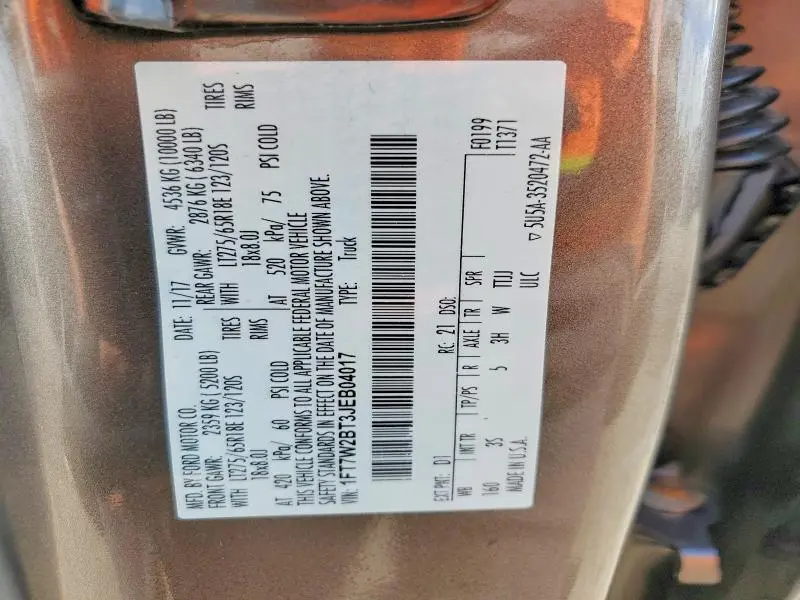 MFD. BY FORD MOTOR CO.
DATE: 11/17 GVWR: 4536 KG (10000 LB)
FRONT GAWR: 2359 KG ( 5200 LB) REAR GAWR: 2876 KG ( 6340 LB)
WITH LT275/65R18E 123/120S TIRES WITH LT275/65R18E 123/120S TIRES
18x8.0J RIMS 18x8.0J RIMS
AT 420 kPa/ 60 PSI COLD AT 520 kPa/ 75 PSI COLD
THIS VEHICLE CONFORMS TO ALL APPLICABLE FEDERAL MOTOR VEHICLE
SAFETY STANDARDS IN EFFECT ON THE DATE OF MANUFACTURE SHOWN ABOVE.
VIN: 1FT7W2BT3JEB04017 TYPE: Truck
EXT PNT: D1 RC: 21 DSO: F0199
WB INT TR TP/PS R AXLE TR SPR T1371
160 3S 5 3H W TTJJ
ULC
MADE IN U.S.A. ▽ 5U5A-3520472-AA